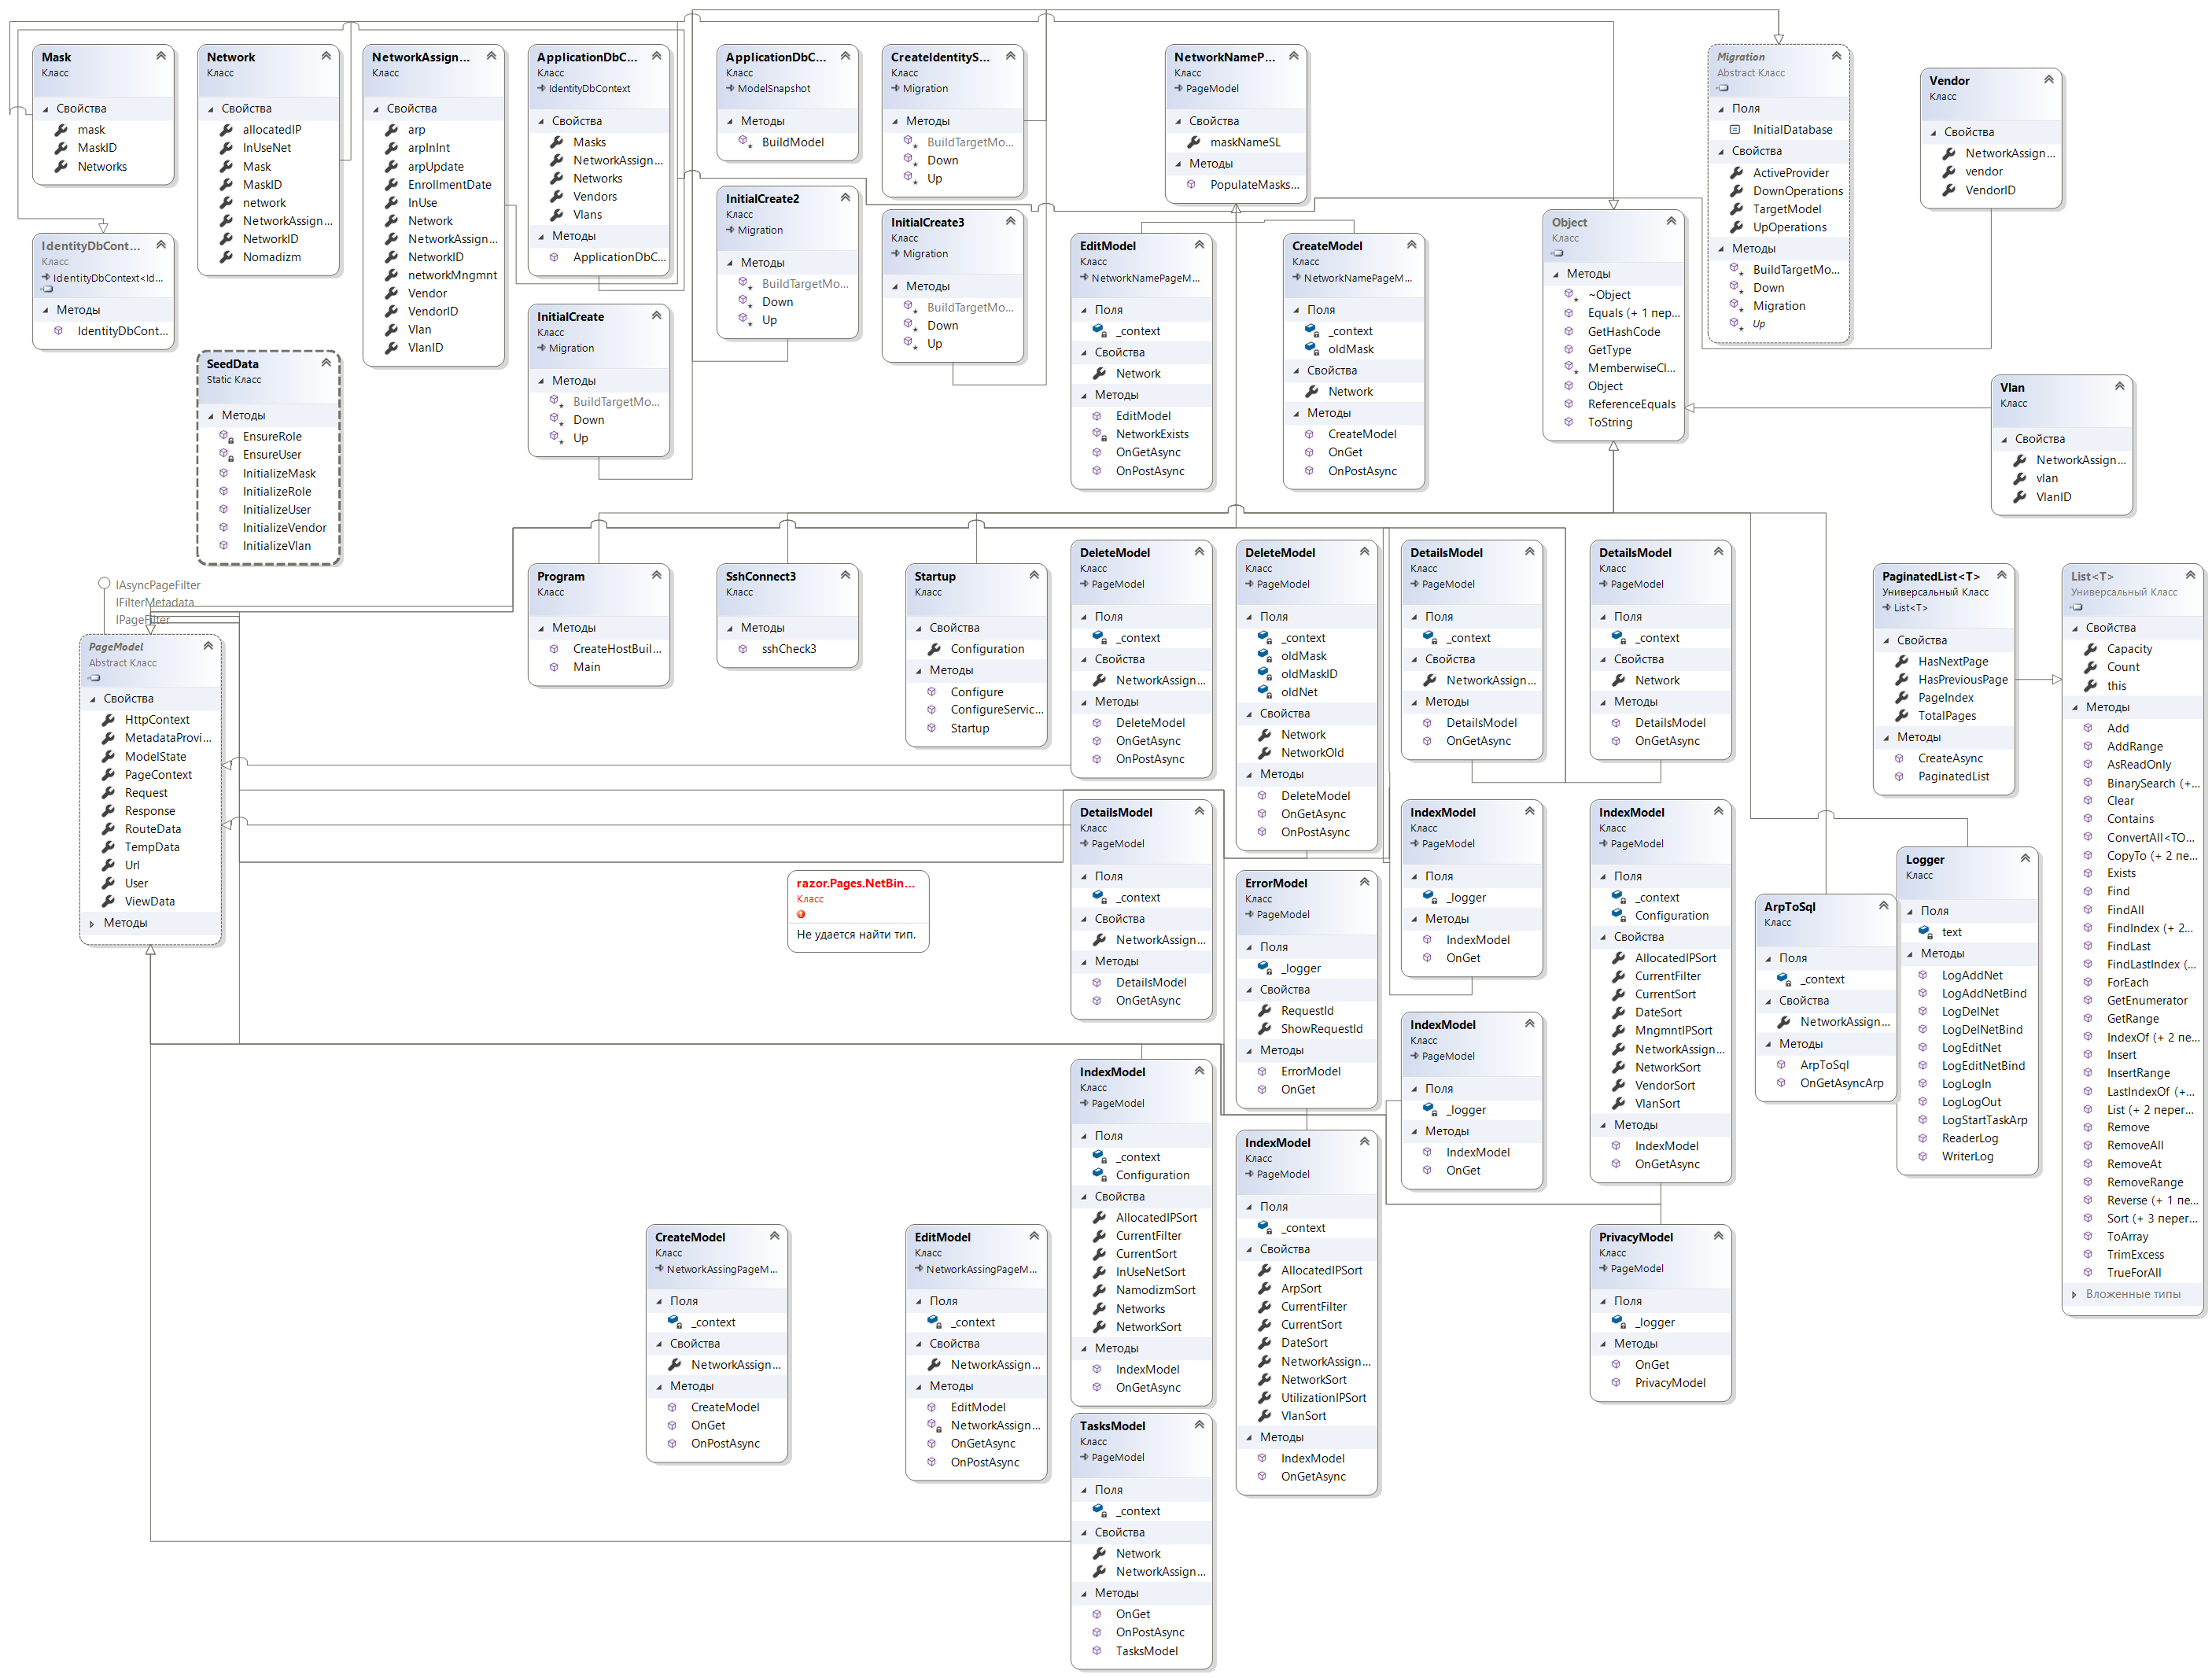 Mask
Класс
Свойства
mask
MaskID
Networks
Network
Класс
Свойства
allocatedIP
InUseNet
Mask
MaskID
network
NetworkAssign...
NetworkID
Nomadizm
NetworkAssign...
Класс
Свойства
arp
arpInInt
arpUpdate
EnrollmentDate
InUse
Network
NetworkAssign...
NetworkID
networkMngmnt
Vendor
VendorID
Vlan
VlanID
ApplicationDbC...
Класс
IdentityDbContext
Свойства
Masks
NetworkAssign...
Networks
Vendors
Vlans
Методы
ApplicationDbC...
ApplicationDbC...
Класс
ModelSnapshot
Методы
BuildModel
CreateIdentityS...
Класс
Migration
Методы
BuildTargetMo...
Down
Up
NetworkNameP...
Класс
PageModel
Свойства
maskNameSL
Методы
PopulateMasks...
Migration
Abstract Класс
Поля
InitialDatabase
Свойства
ActiveProvider
DownOperations
TargetModel
UpOperations
Методы
BuildTargetMo...
Down
Migration
Up
Vendor
Класс
Свойства
NetworkAssign...
vendor
VendorID
IdentityDbCont...
Класс
IdentityDbContext<Id...
Методы
IdentityDbCont...
InitialCreate2
Класс
Migration
Методы
BuildTargetMo...
Down
Up
InitialCreate3
Класс
Migration
Методы
BuildTargetMo...
Down
Up
EditModel
Класс
NetworkNamePageM...
Поля
_context
Свойства
Network
Методы
EditModel
NetworkExists
OnGetAsync
OnPostAsync
CreateModel
Класс
NetworkNamePageM...
Поля
_context
oldMask
Свойства
Network
Методы
CreateModel
OnGet
OnPostAsync
Object
Класс
Методы
~Object
Equals (+ 1 пер...
GetHashCode
GetType
MemberwiseCl...
Object
ReferenceEquals
ToString
InitialCreate
Класс
Migration
Методы
BuildTargetMo...
Down
Up
SeedData
Static Класс
Методы
EnsureRole
EnsureUser
InitializeMask
InitializeRole
InitializeUser
InitializeVendor
InitializeVlan
Vlan
Класс
Свойства
NetworkAssign...
vlan
VlanID
IAsyncPageFilter
IFilterMetadata
IPageFilter
PageModel
Abstract Класс
Свойства
HttpContext
MetadataProvi...
ModelState
PageContext
Request
Response
RouteData
TempData
Url
User
ViewData
Методы
Program
Класс
Методы
CreateHostBuil...
Main
SshConnect3
Класс
Методы
sshCheck3
Startup
Класс
Свойства
Configuration
Методы
Configure
ConfigureServic...
Startup
DeleteModel
Класс
PageModel
Поля
_context
Свойства
NetworkAssign...
Методы
DeleteModel
OnGetAsync
OnPostAsync
DeleteModel
Класс
PageModel
Поля
_context
oldMask
oldMaskID
oldNet
Свойства
Network
NetworkOld
Методы
DeleteModel
OnGetAsync
OnPostAsync
DetailsModel
Класс
PageModel
Поля
_context
Свойства
NetworkAssign...
Методы
DetailsModel
OnGetAsync
DetailsModel
Класс
PageModel
Поля
_context
Свойства
Network
Методы
DetailsModel
OnGetAsync
PaginatedList<T>
Универсальный Класс
List<T>
Свойства
HasNextPage
HasPreviousPage
PageIndex
TotalPages
Методы
CreateAsync
PaginatedList
List<T>
Универсальный Класс
Свойства
Capacity
Count
this
Методы
Add
AddRange
AsReadOnly
BinarySearch (+...
Clear
Contains
ConvertAll<TO...
CopyTo (+ 2 пе...
Exists
Find
FindAll
FindIndex (+ 2...
FindLast
FindLastIndex (...
ForEach
GetEnumerator
GetRange
IndexOf (+ 2 пе...
Insert
InsertRange
LastIndexOf (+...
List (+ 2 перег...
Remove
RemoveAll
RemoveAt
RemoveRange
Reverse (+ 1 пе...
Sort (+ 3 перег...
ToArray
TrimExcess
TrueForAll
Вложенные типы
DetailsModel
Класс
PageModel
Поля
_context
Свойства
NetworkAssign...
Методы
DetailsModel
OnGetAsync
razor.Pages.NetBin...
Класс
Не удается найти тип.
ErrorModel
Класс
PageModel
Поля
_logger
Свойства
RequestId
ShowRequestId
Методы
ErrorModel
OnGet
IndexModel
Класс
PageModel
Поля
_logger
Методы
IndexModel
OnGet
IndexModel
Класс
PageModel
Поля
_context
Configuration
Свойства
AllocatedIPSort
CurrentFilter
CurrentSort
DateSort
MngmntIPSort
NetworkAssign...
NetworkSort
VendorSort
VlanSort
Методы
IndexModel
OnGetAsync
ArpToSql
Класс
Поля
_context
Свойства
NetworkAssign...
Методы
ArpToSql
OnGetAsyncArp
Logger
Класс
Поля
text
Методы
LogAddNet
LogAddNetBind
LogDelNet
LogDelNetBind
LogEditNet
LogEditNetBind
LogLogIn
LogLogOut
LogStartTaskArp
ReaderLog
WriterLog
IndexModel
Класс
PageModel
Поля
_logger
Методы
IndexModel
OnGet
IndexModel
Класс
PageModel
Поля
_context
Configuration
Свойства
AllocatedIPSort
CurrentFilter
CurrentSort
InUseNetSort
NamodizmSort
Networks
NetworkSort
Методы
IndexModel
OnGetAsync
IndexModel
Класс
PageModel
Поля
_context
Свойства
AllocatedIPSort
ArpSort
CurrentFilter
CurrentSort
DateSort
NetworkAssign...
NetworkSort
UtilizationIPSort
VlanSort
Методы
IndexModel
OnGetAsync
CreateModel
Класс
NetworkAssingPageM...
Поля
_context
Свойства
NetworkAssign...
Методы
CreateModel
OnGet
OnPostAsync
EditModel
Класс
NetworkAssingPageM...
Поля
_context
Свойства
NetworkAssign...
Методы
EditModel
NetworkAssign...
OnGetAsync
OnPostAsync
PrivacyModel
Класс
PageModel
Поля
_logger
Методы
OnGet
PrivacyModel
TasksModel
Класс
PageModel
Поля
_context
Свойства
Network
NetworkAssign...
Методы
OnGet
OnPostAsync
TasksModel